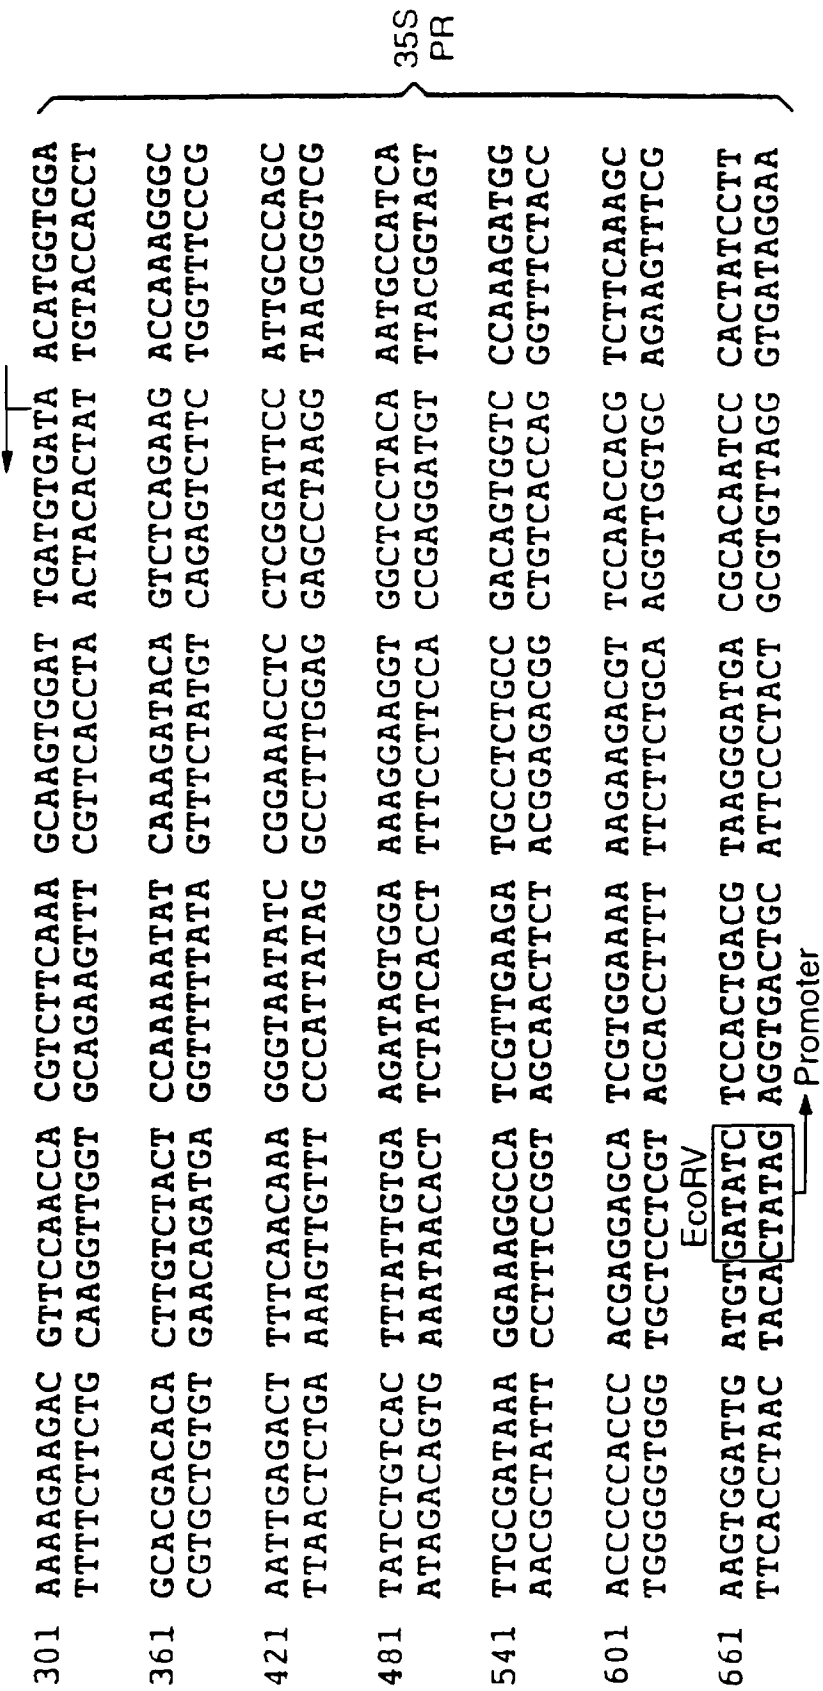 301 AAAAGAAGAC GTTCCAACCA CGTCTTCAAA GCAAGTGGAT TGATGTGATA ACATGGTGGA
TTTTCTTCTG CAAGGTTGGT GCAGAAGTTT CGTTCACCTA ACTACACTAT TGTACCACCT
361 GCACGACACA CTTGTCTACT CCAAAAATAT CAAAGATACA GTCTCAGAAG ACCAAAGGGC
CGTGCTGTGT GAACAGATGA GGTTTTTATA GTTTCTATGT CAGAGTCTTC TGGTTTCCCG
421 AATTGAGACT TTTCAACAAA GGGTAATATC CGGAAACCTC CTCGGATTCC ATTGCCCAGC
TTAACTCTGA AAAGTTGTTT CCCATTATAG GCCTTTGGAG GAGCCTAAGG TAACGGGTCG
481 TATCTGTCAC TTTATTGTGA AGATAGTGGA AAAGGAAGGT GGCTCCTACA AATGCCATCA
ATAGACAGTG AAATAACACT TCTATCACCT TTTCCTTCCA CCGAGGATGT TTACGGTAGT
541 TTGCGATAAA GGAAAGGCCA TCGTTGAAGA TGCCTCTGCC GACAGTGGTC CCAAAGATGG
AACGCTATTT CCTTTCCGGT AGCAACTTCT ACGGAGACGG CTGTCACCAG GGTTTCTACC
601 ACCCCCACCC ACGAGGAGCA TCGTGGAAAA AAGAAGACGT TCCAACCACG TCTTCAAAGC
TGGGGGTGGG TGCTCCTCGT AGCACCTTTT TTCTTCTGCA AGGTTGGTGC AGAAGTTTCG
EcoRV
661 AAGTGGATTG ATGTGATATC TCCACTGACG TAAGGGATGA CGCACAATCC CACTATCCTT
TTCACCTAAC TACACTATAG AGGTGACTGC ATTCCCTACT GCGTGTTAGG GTGATAGGAA
Promoter
35S
PR